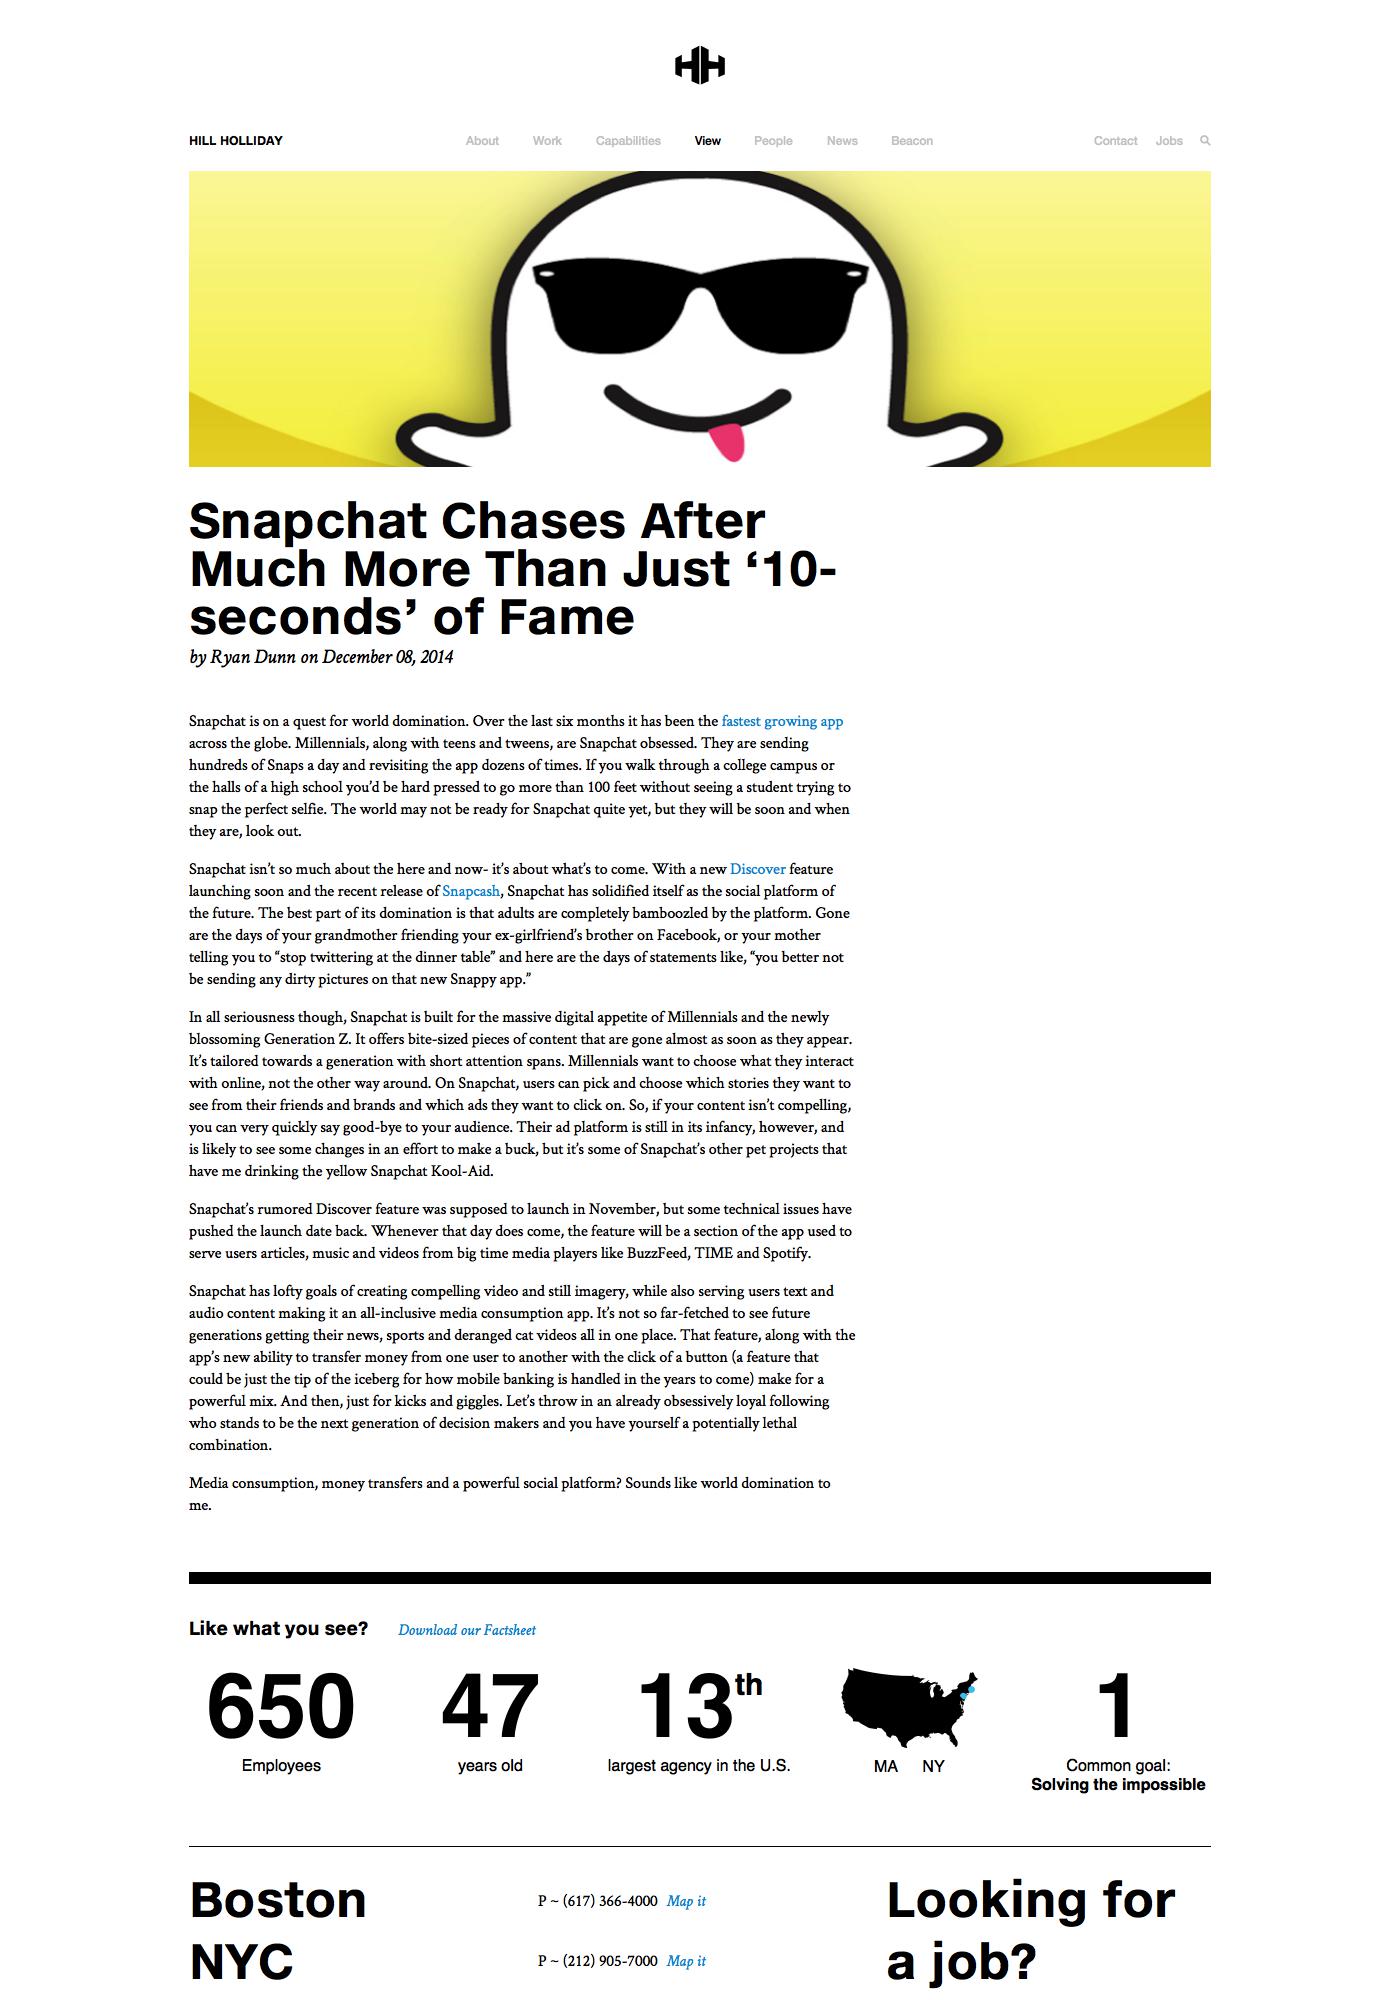 HILL HOLLIDAY
About Work Capabilities View People News Beacon
Contact Jobs
Snapchat Chases After
Much More Than Just ‘10-
seconds’ of Fame
by Ryan Dunn on December 08, 2014
Snapchat is on a quest for world domination. Over the last six months it has been the fastest growing app
across the globe. Millennials, along with teens and tweens, are Snapchat obsessed. They are sending
hundreds of Snaps a day and revisiting the app dozens of times. If you walk through a college campus or
the halls of a high school you’d be hard pressed to go more than 100 feet without seeing a student trying to
snap the perfect selfie. The world may not be ready for Snapchat quite yet, but they will be soon and when
they are, look out.
Snapchat isn’t so much about the here and now- it’s about what’s to come. With a new Discover feature
launching soon and the recent release of Snapcash, Snapchat has solidified itself as the social platform of
the future. The best part of its domination is that adults are completely bamboozled by the platform. Gone
are the days of your grandmother friending your ex-girlfriend’s brother on Facebook, or your mother
telling you to “stop twittering at the dinner table” and here are the days of statements like, “you better not
be sending any dirty pictures on that new Snappy app.”
In all seriousness though, Snapchat is built for the massive digital appetite of Millennials and the newly
blossoming Generation Z. It offers bite-sized pieces of content that are gone almost as soon as they appear.
It’s tailored towards a generation with short attention spans. Millennials want to choose what they interact
with online, not the other way around. On Snapchat, users can pick and choose which stories they want to
see from their friends and brands and which ads they want to click on. So, if your content isn’t compelling,
you can very quickly say good-bye to your audience. Their ad platform is still in its infancy, however, and
is likely to see some changes in an effort to make a buck, but it’s some of Snapchat’s other pet projects that
have me drinking the yellow Snapchat Kool-Aid.
Snapchat’s rumored Discover feature was supposed to launch in November, but some technical issues have
pushed the launch date back. Whenever that day does come, the feature will be a section of the app used to
serve users articles, music and videos from big time media players like BuzzFeed, TIME and Spotify.
Snapchat has lofty goals of creating compelling video and still imagery, while also serving users text and
audio content making it an all-inclusive media consumption app. It’s not so far-fetched to see future
generations getting their news, sports and deranged cat videos all in one place. That feature, along with the
app’s new ability to transfer money from one user to another with the click of a button (a feature that
could be just the tip of the iceberg for how mobile banking is handled in the years to come) make for a
powerful mix. And then, just for kicks and giggles. Let’s throw in an already obsessively loyal following
who stands to be the next generation of decision makers and you have yourself a potentially lethal
combination.
Media consumption, money transfers and a powerful social platform? Sounds like world domination to
me.
Like what you see? Download our Factsheet
650
Employees
47
years old
13th
largest agency in the U.S.
MA NY
1
Common goal:
Solving the impossible
Boston
P ~ (617) 366-4000 Map it
NYC
P ~ (212) 905-7000 Map it
Looking for
a job?